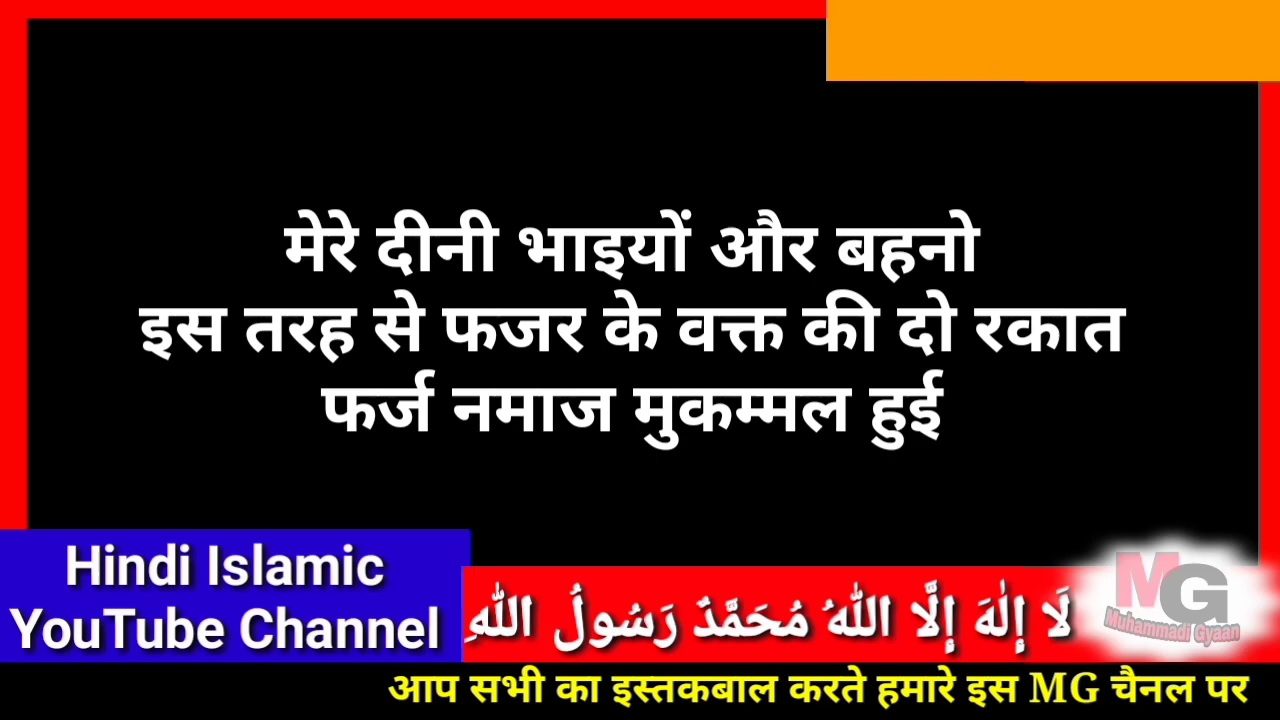 मेरे दीनी भाइयों और बहनो
इस तरह से फजर के वक्त की दो रकात
फर्ज नमाज मुकम्मल हुई
Hindi Islamic
YouTube Channel
لَا إِلٰهَ إِلَّا اللّٰهُ مُحَمَّدٌ رَسُولُ اللّٰهِ
MG
Muhammadi Gyaan
आप सभी का इस्तकबाल करते हमारे इस MG चैनल पर